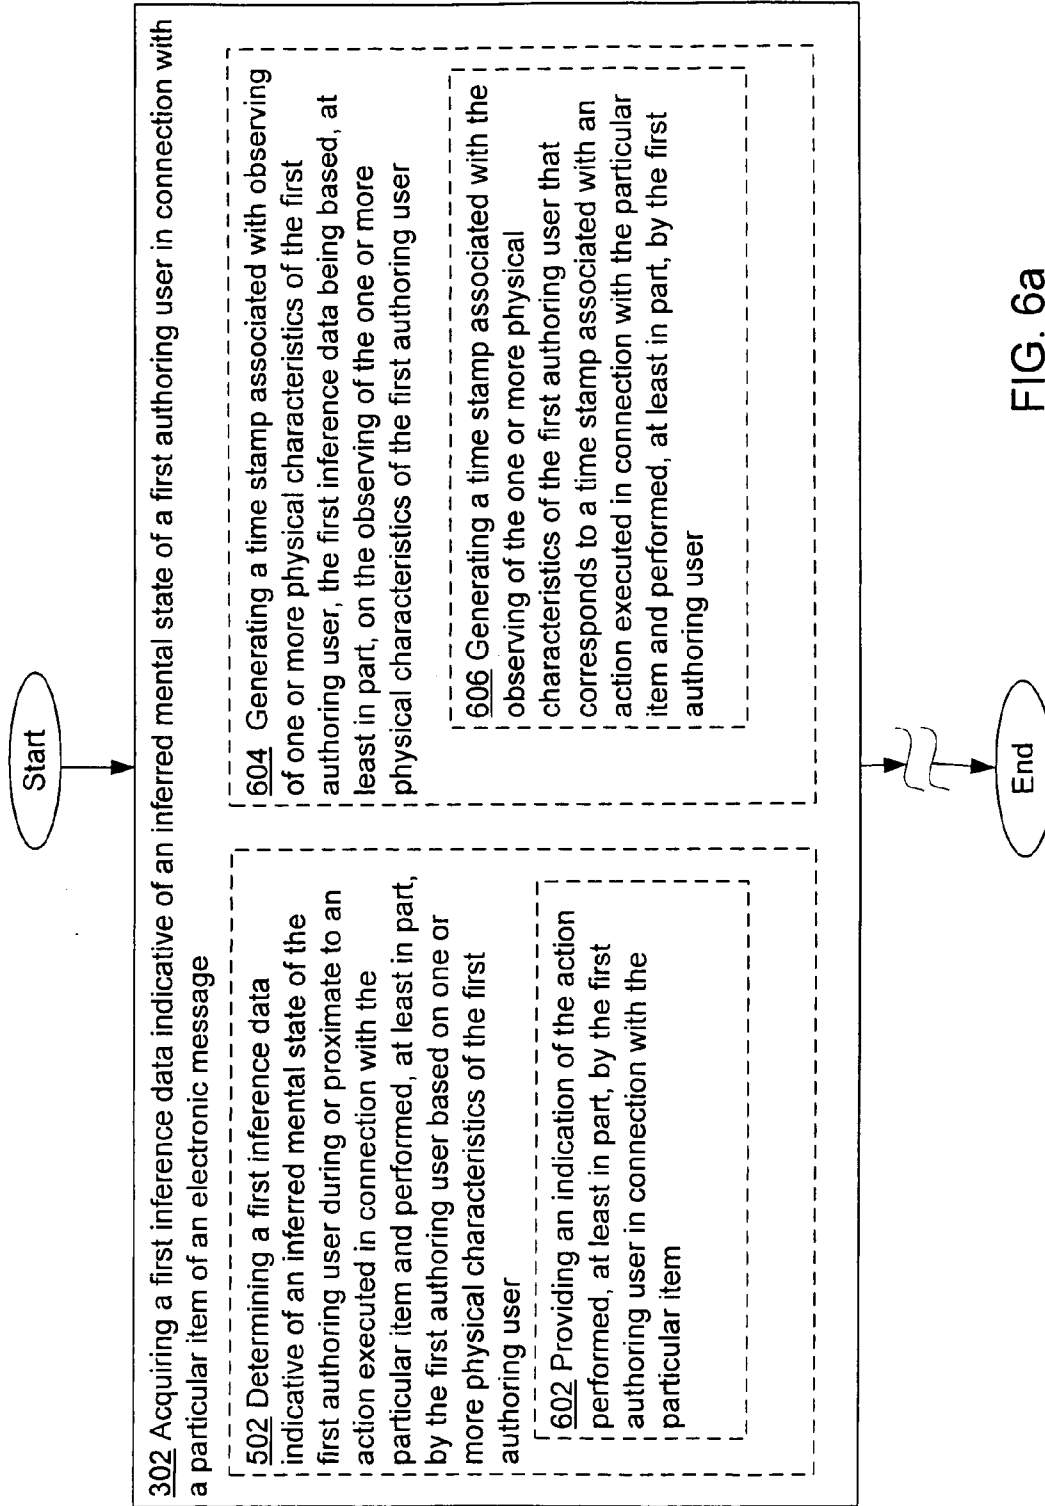 Start
302 Acquiring a first inference data indicative of an inferred mental state of a first authoring user in connection with
a particular item of an electronic message
502 Determining a first inference data
indicative of an inferred mental state of the
first authoring user during or proximate to an
action executed in connection with the
particular item and performed, at least in part,
by the first authoring user based on one or
more physical characteristics of the first
authoring user
602 Providing an indication of the action
performed, at least in part, by the first
authoring user in connection with the
particular item
604 Generating a time stamp associated with observing
of one or more physical characteristics of the first
authoring user, the first inference data being based, at
least in part, on the observing of the one or more
physical characteristics of the first authoring user
606 Generating a time stamp associated with the
observing of the one or more physical
characteristics of the first authoring user that
corresponds to a time stamp associated with an
action executed in connection with the particular
item and performed, at least in part, by the first
authoring user
End
FIG. 6a